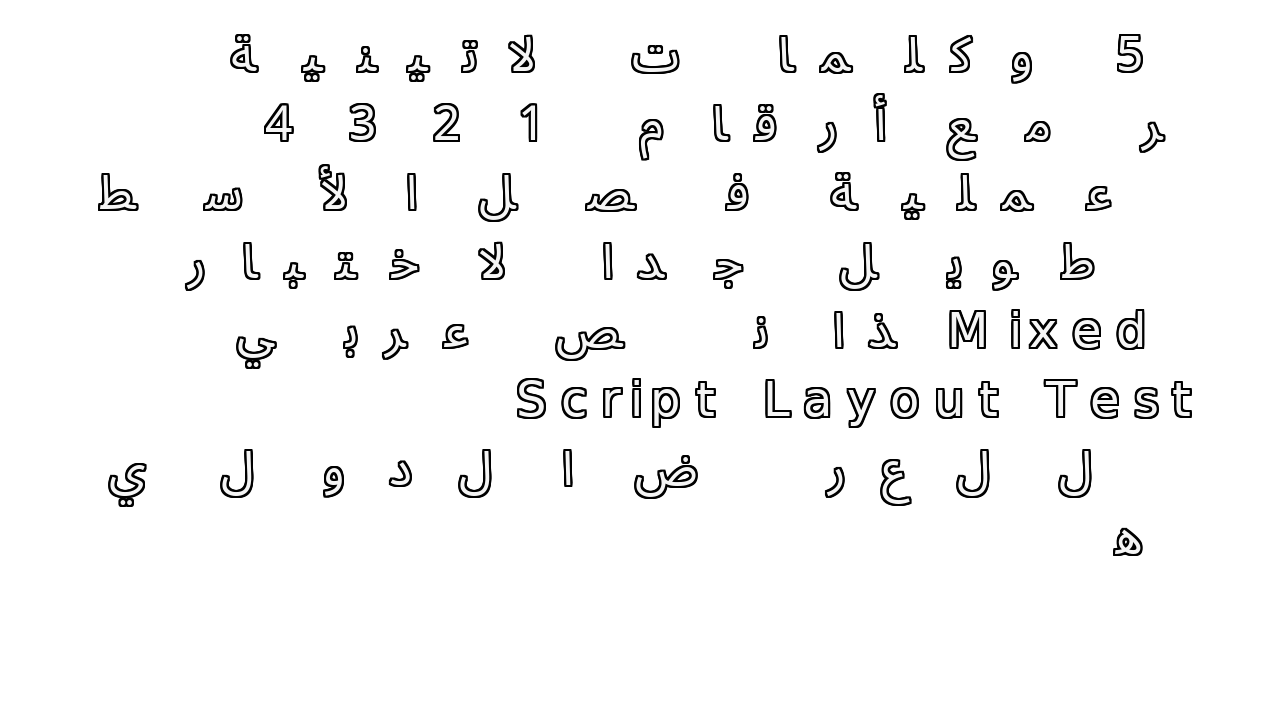 5 وكلمات لاتينية
ر مع أرقام 1 2 3 4
عملية فصل الأسط
طويل جدا لاختبار
Mixed ذا نص عربي
Script Layout Test
ل للعرض الدولي
ه